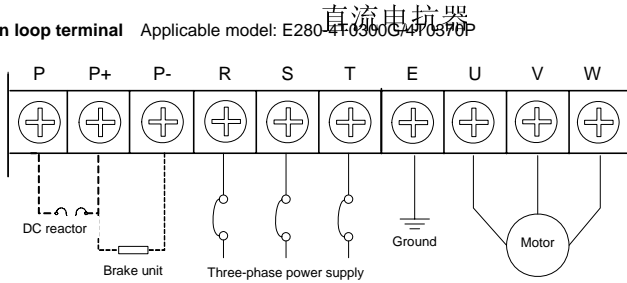 直流电抗器
n loop terminal Applicable model: E280-4T0300G/4T0370P
P P+ P- R S T E U V W
DC reactor
Ground
Motor
Brake unit
Three-phase power supply